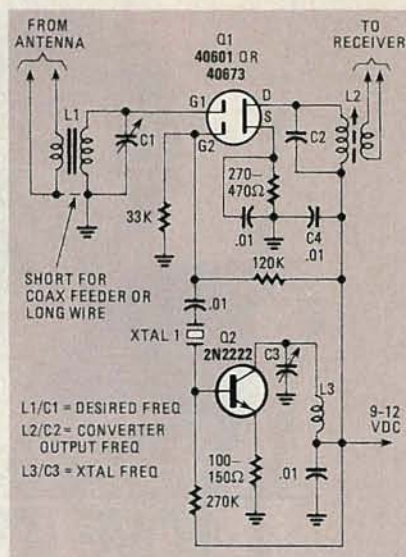 FROM
ANTENNA
Q1
40601 OR
40673
TO
RECEIVER
L1
C1
G1
G2
D
S
C2
L2
270–
470Ω
33K
.01
C4
.01
120K
SHORT FOR
COAX FEEDER OR
LONG WIRE
.01
XTAL 1
Q2
2N2222
C3
L3
L1/C1 = DESIRED FREQ
L2/C2 = CONVERTER
OUTPUT FREQ
L3/C3 = XTAL FREQ
9-12
VDC
100–
150Ω
.01
270K